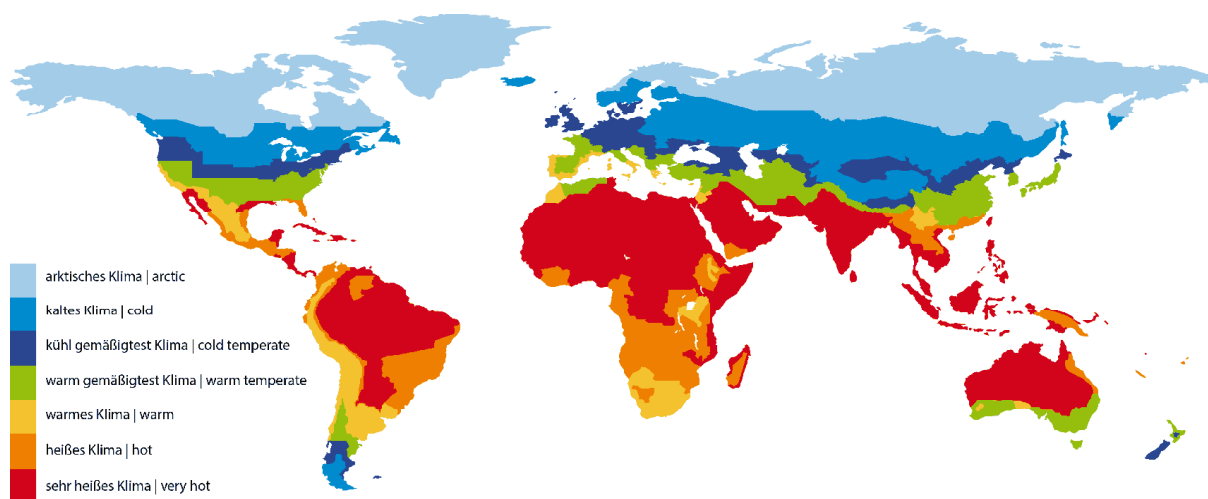 arktisches Klima | arctic
kaltes Klima | cold
kühl gemäßigtest Klima | cold temperate
warm gemäßigtest Klima | warm temperate
warmes Klima | warm
heißes Klima | hot
sehr heißes Klima | very hot